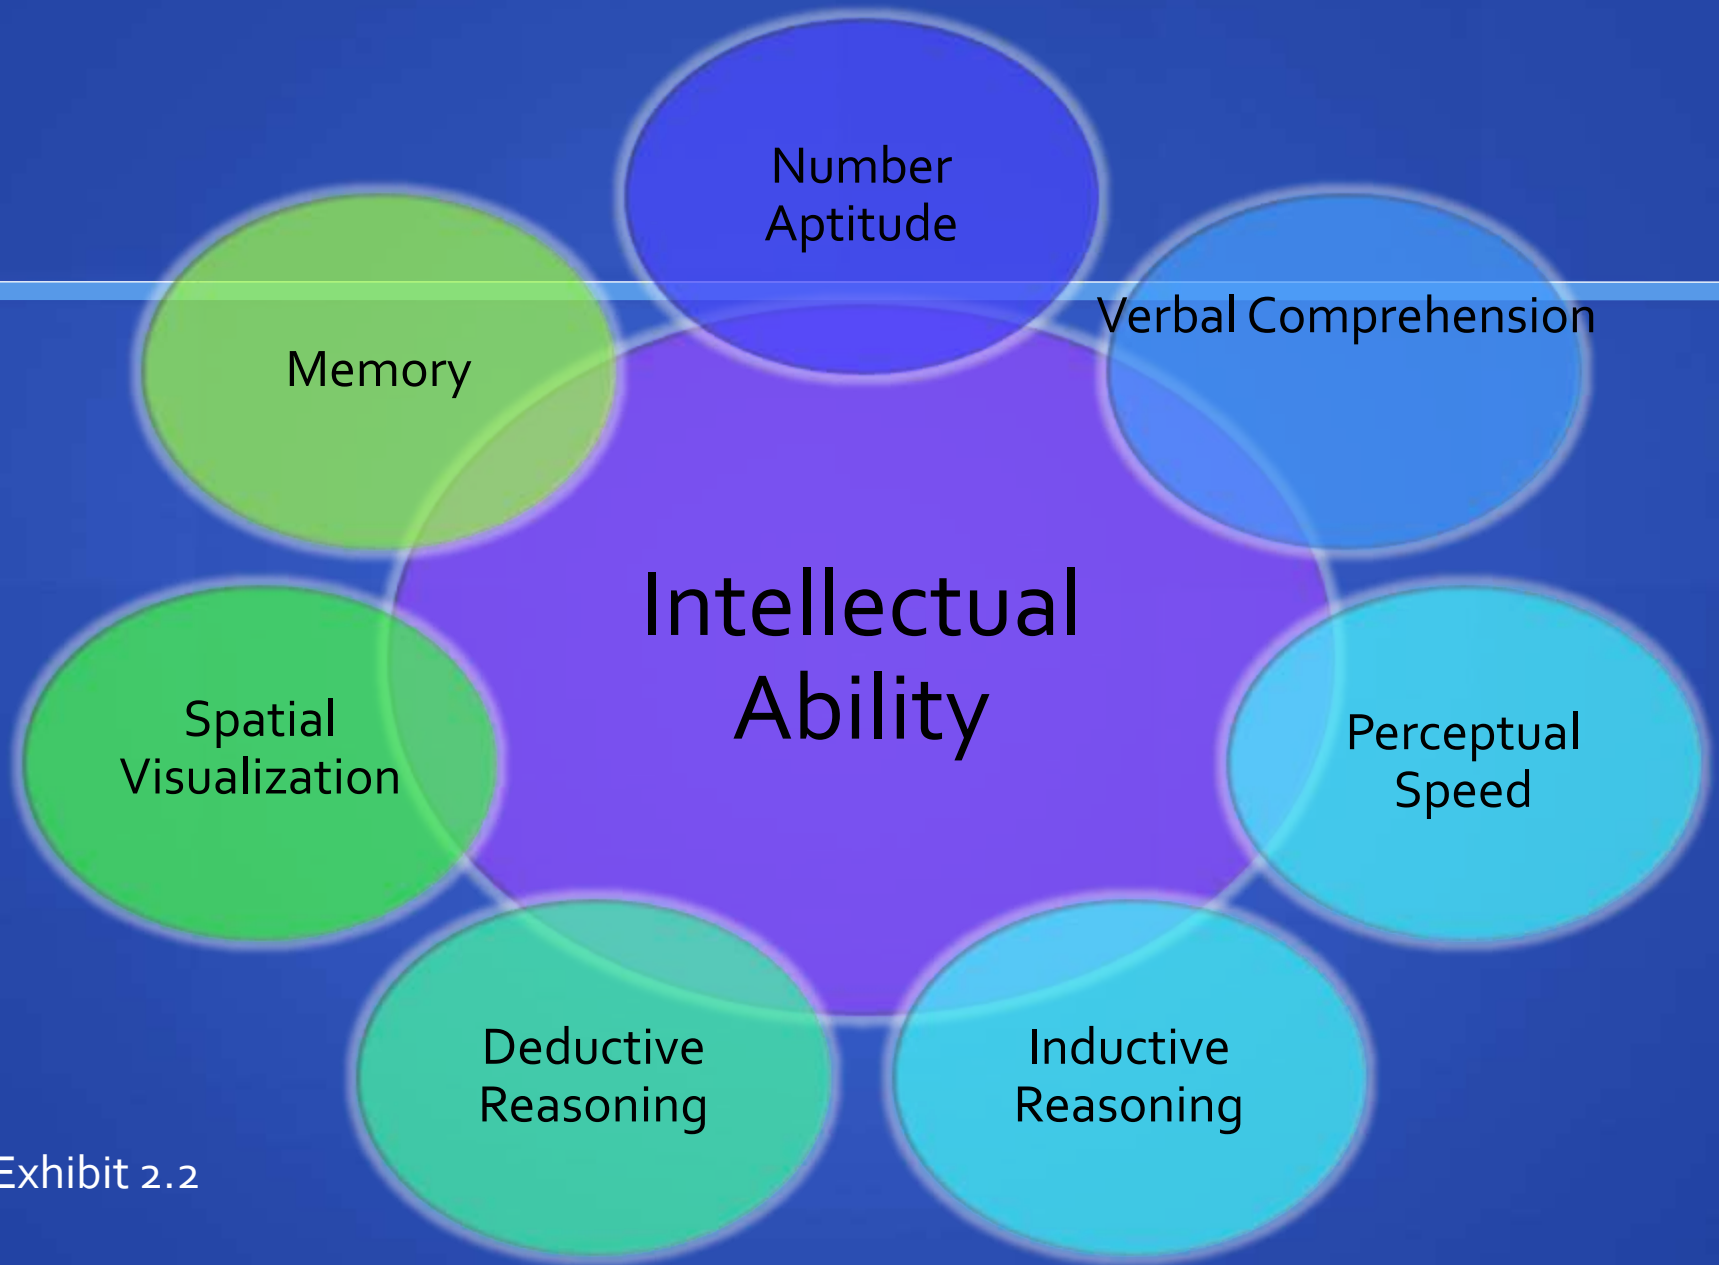 Number
Aptitude
Verbal Comprehension
Memory
Intellectual
Ability
Spatial
Visualization
Perceptual
Speed
Deductive
Reasoning
Inductive
Reasoning
Exhibit 2.2